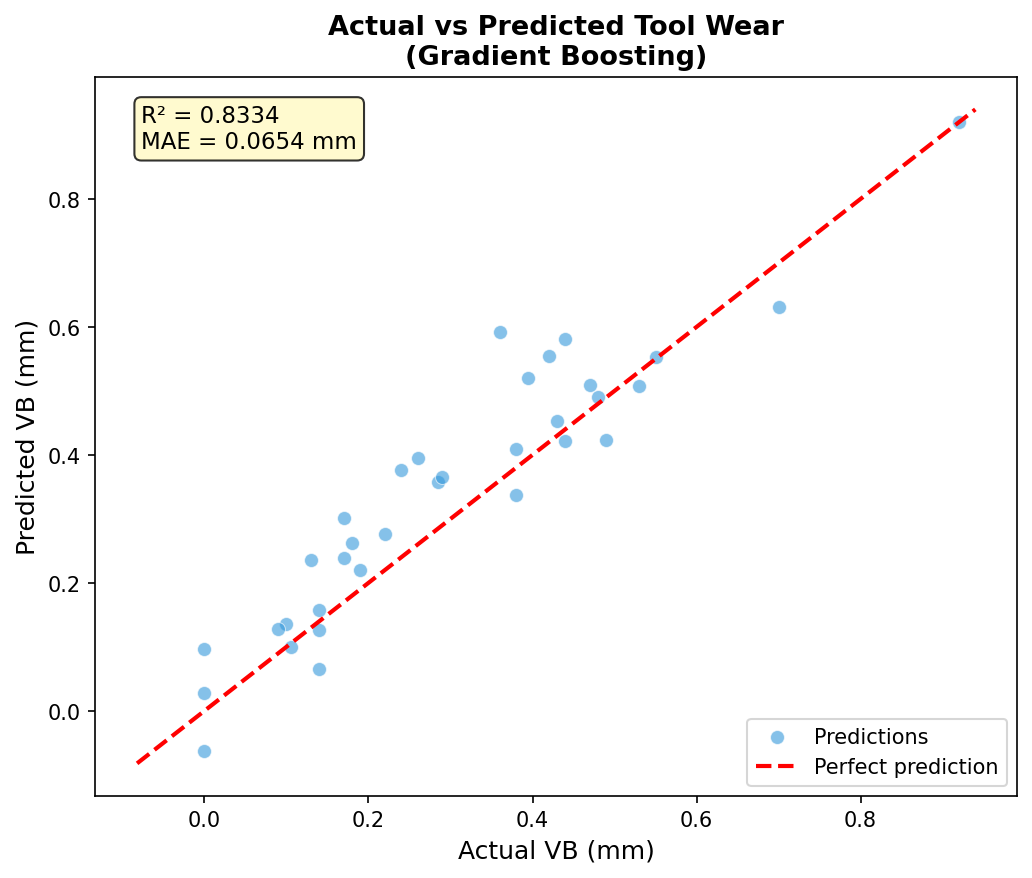 Actual vs Predicted Tool Wear
(Gradient Boosting)
R² = 0.8334
MAE = 0.0654 mm
Predicted VB (mm)
0.8
0.6
0.4
0.2
0.0
Predictions
Perfect prediction
0.0 0.2 0.4 0.6 0.8
Actual VB (mm)